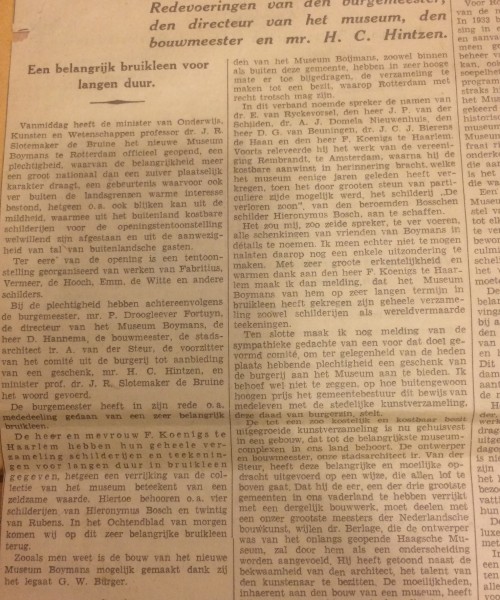 Redevoeringen van den burgemeester,
den directeur van het museum, den
bouwmeester en mr. H. C. Hintzen.
Een belangrijk bruikleen voor
langen duur.
Vanmiddag heeft de minister van Onderwijs,
Kunsten en Wetenschappen professor dr. J. R.
Slotemaker de Bruine het nieuwe Museum
Boymans te Rotterdam officieel geopend, een
plechtigheid, waarvan de belangrijkheid meer
een groot nationaal dan een zuiver plaatselijk
karakter draagt, een gebeurtenis waarvoor ook
ver buiten de landsgrenzen warme interesse
bestond, hetgeen o.a. ook blijken kan uit de
mildheid, waarmee uit het buitenland kostbare
schilderijen voor de openingstentoonstelling
welwillend zijn afgestaan en uit de aanwezig-
heid van tal van buitenlandsche gasten.
Ter eere van de opening is een tentoon-
stelling georganiseerd van werken van Fabritius,
Vermeer, de Hooch, Emm. de Witte en andere
schilders.
Bij de plechtigheid hebben achtereenvolgens
de burgemeester, mr. P. Droogleever Fortuyn,
de directeur van het Museum Boymans, de
heer D. Hannema, de bouwmeester, de stads-
architect ir. A. van der Steur, de voorzitter
van het comité uit de burgerij tot aanbieding
van een geschenk, mr. H. C. Hintzen, en
minister prof. dr. J. R. Slotemaker de Bruine
het woord gevoerd.
De burgemeester heeft in zijn rede o.a.
mededeeling gedaan van een zeer belangrijk
bruikleen.
De heer en mevrouw F. Koenigs te
Haarlem hebben hun geheele ver-
zameling schilderijen en teekenin-
gen voor langen duur in bruikleen
gegeven, hetgeen een verrijking van de col-
lectie van het museum beteekent van een
zeldzame waarde. Hiertoe behooren o.a. vier
schilderijen van Hieronymus Bosch en twintig
van Rubens. In het Ochtendblad van morgen
komen wij op dit zeer belangrijke bruikleen
terug.
Zooals men weet is de bouw van het nieuwe
Museum Boymans mogelijk gemaakt dank zij
het legaat G. W. Bürger.
den van het Museum Boijmans, zoowel binnen
als buiten deze gemeente, hebben in zeer hooge
mate er toe bijgedragen, de verzameling te
maken tot een bezit, waarop Rotterdam met
recht trotsch mag zijn.
In dit verband noemde spreker de namen van
dr. E. van Ryckevorsel, den heer J. P. van der
Schilden, dr. A. J. Domela Nieuwenhuis, den
heer D. G. van Beuningen, dr. J. C. J. Bierens
de Haan en den heer F. Koenigs te Haarlem.
Voorts releveerde hij het werk van de vereeni-
ging Rembrandt, te Amsterdam, waarna hij de
kostbare aanwinst in herinnering bracht, welke
het museum eenige jaren geleden heeft ver-
kregen, toen het door grooten steun van parti-
culiere zijde mogelijk werd, het schilderij „De
verloren zoon”, van den beroemden Bosschen
schilder Hieronymus Bosch, aan te schaffen.
Het zou mij, zoo zeide spreker, te ver voeren,
alle schenkingen van vrienden van Boymans in
détails te noemen. Ik meen echter niet te mogen
nalaten daarop nog een enkele uitzondering te
maken. Met zeer groote erkentelijkheid en
warmen dank aan den heer F. Koenigs te Haar-
lem maak ik dan melding, dat het Museum
Boymans van hem op zeer langen termijn in
bruikleen heeft gekregen zijn geheele verzame-
ling zoowel schilderijen als wereldvermaarde
teekeningen.
Ten slotte maak ik nog melding van de
sympathieke gedachte van een voor dat doel ge-
vormd comité, om ter gelegenheid van de heden
plaats hebbende plechtigheid een geschenk van
de burgerij aan het Museum aan te bieden. Ik
behoef wel niet te zeggen, op hoe buitengewoon
hoogen prijs het gemeentebestuur dit bewijs van
medeleven met de stedelijke kunstverzameling,
deze daad van burgerzin, stelt.
De tot een zoo kostelijk en kostbaar bezit
uitgegroeide kunstverzameling is nu gehuisvest
in een gebouw, dat tot de belangrijkste museum-
complexen in ons land behoort. De ontwerper
en bouwmeester, onze stadsarchitect ir. Van der
Steur, heeft deze belangrijke en moeilijke op-
dracht uitgevoerd op een wijze, die allen lof te
boven gaat. Dat hij de eer, een der drie grootste
gemeenten in ons vaderland te hebben verrijkt
met een dergelijk bouwwerk, moet deelen met
een onzer grootste meesters der Nederlandsche
bouwkunst, wijlen dr. Berlage, die de ontwerper
was van het onlangs geopende Haagsche Mu-
seum, zal door hem als een onderscheiding
worden aangevoeld. Hij heeft getoond naast de
bekwaamheid van den architect, het talent van
den kunstenaar te bezitten. De moeilijkheden,
inhaerent aan den bouw van een museum, heeft